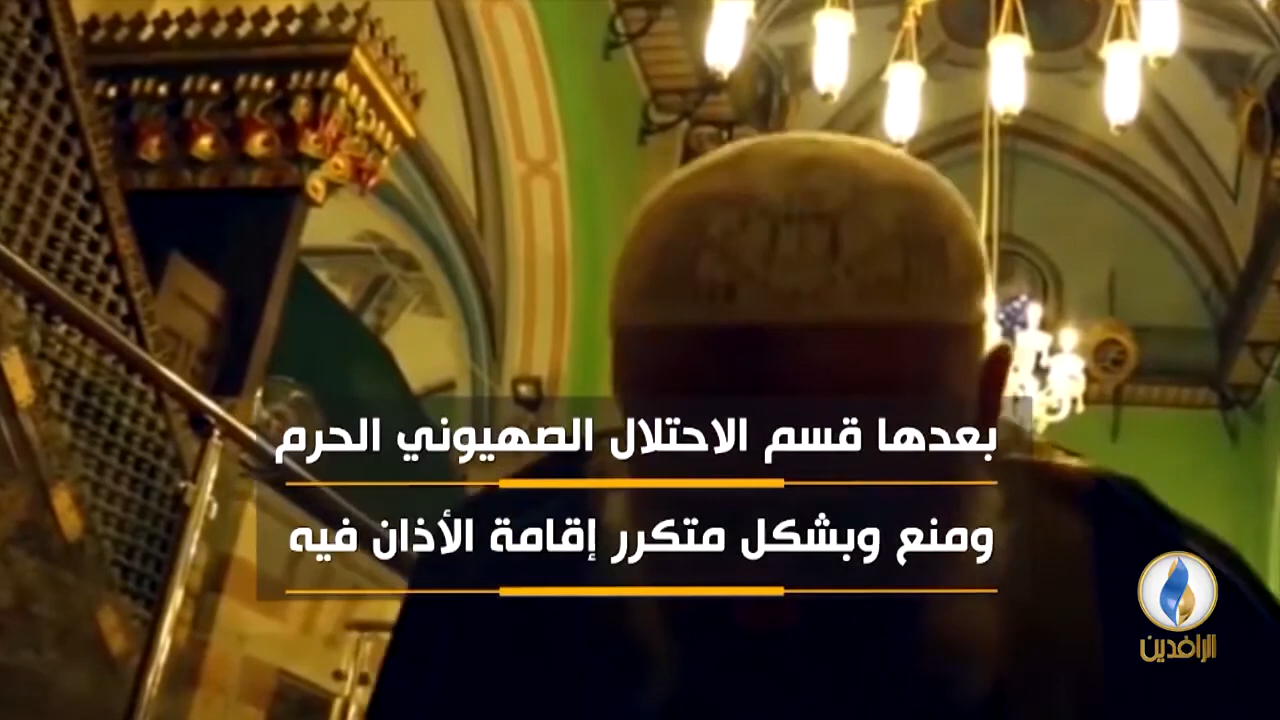 بعدها قسم الاحتلال الصهيوني الحرم
ومنع وبشكل متكرر إقامة الأذان فيه
الرافدين